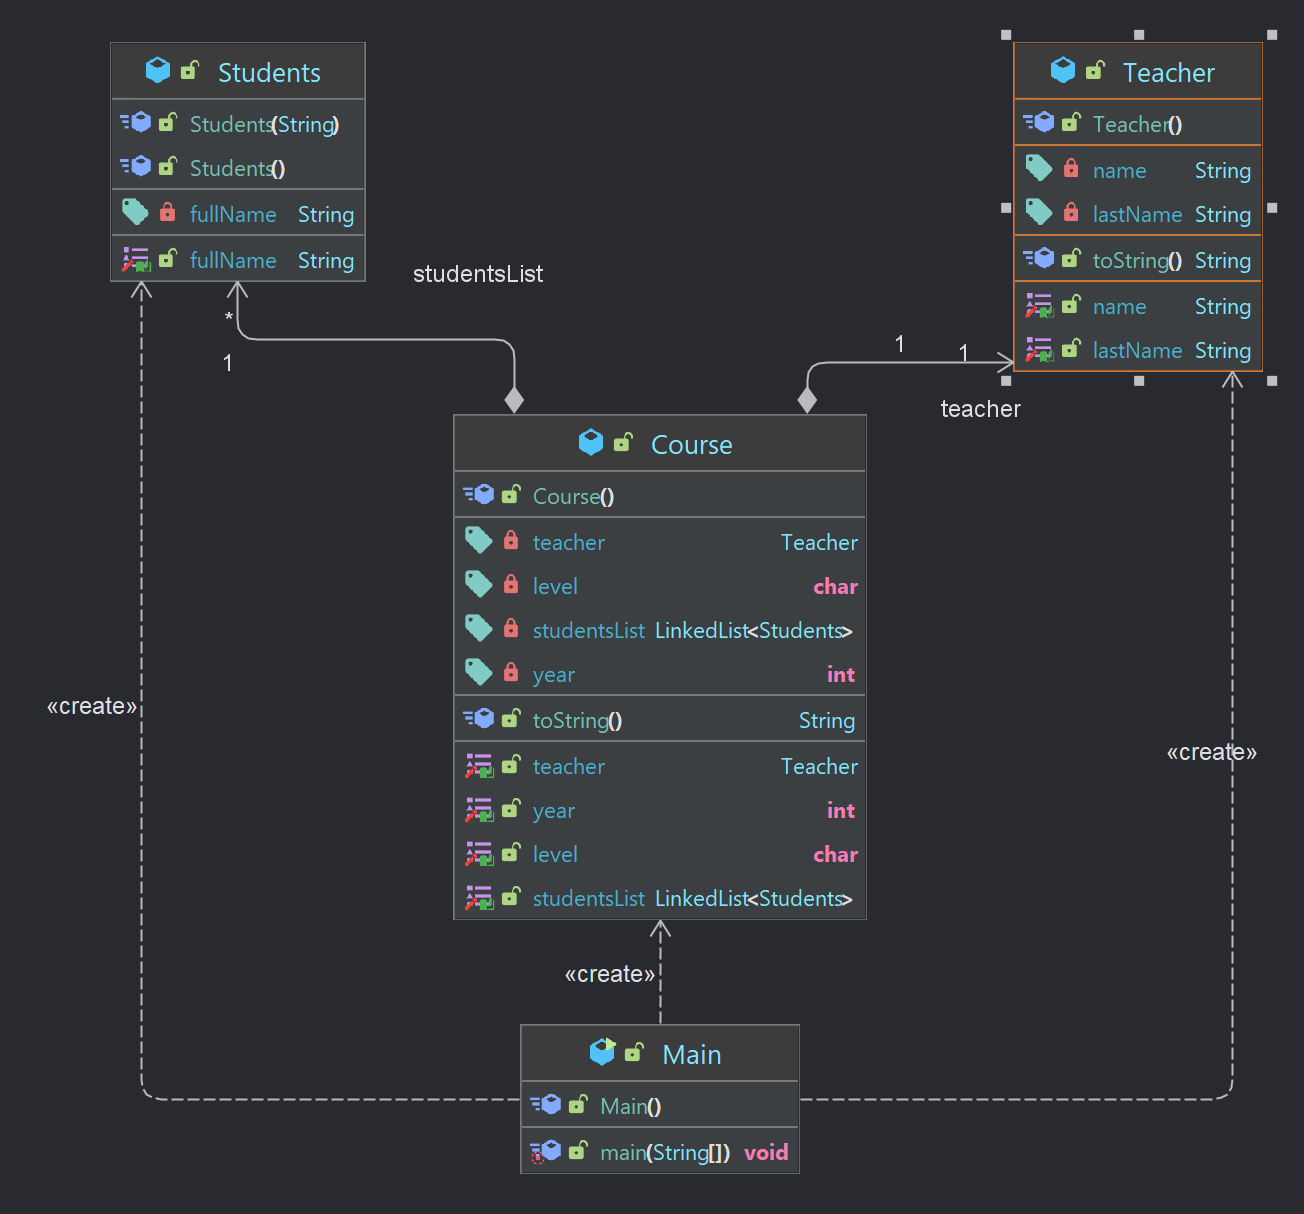 Students
Students(String)
Students()
fullName String
fullName String
Teacher
Teacher()
name String
lastName String
toString() String
name String
lastName String
studentsList
*
1
1
1
teacher
Course
Course()
teacher Teacher
level char
studentsList LinkedList<Students>
year int
toString() String
teacher Teacher
year int
level char
studentsList LinkedList<Students>
«create»
«create»
«create»
Main
Main()
main(String[]) void